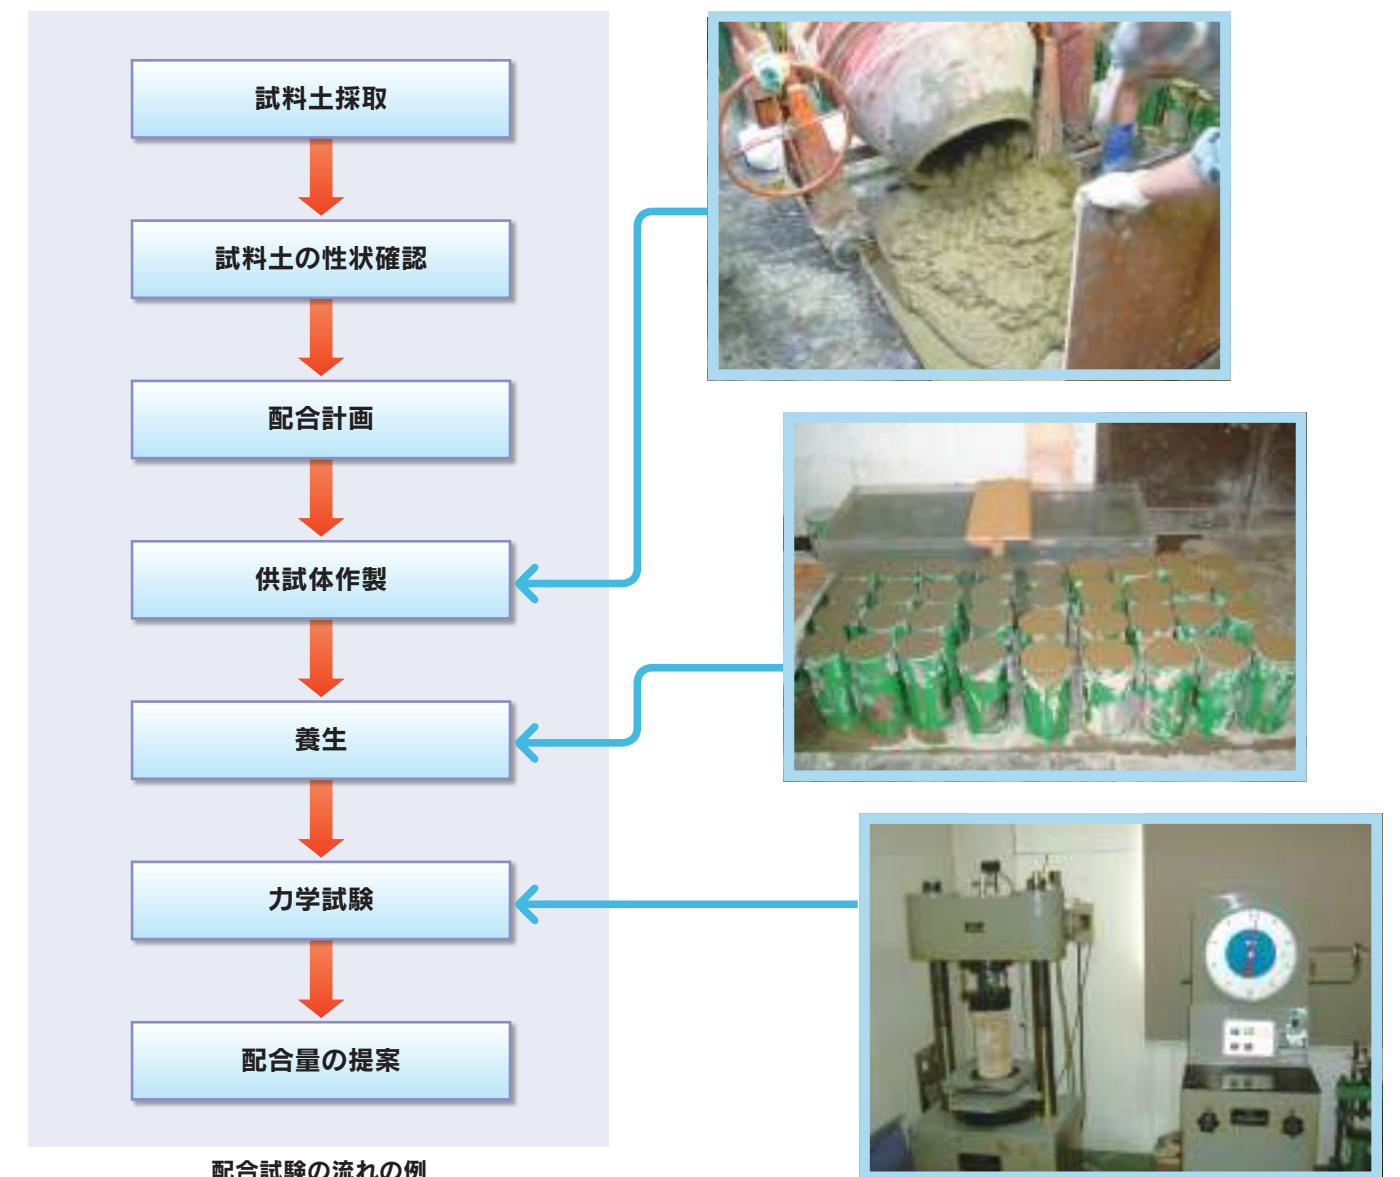 試料土採取
試料土の性状確認
配合計画
供試体作製
養生
力学試験
配合量の提案
配合試験の流れの例